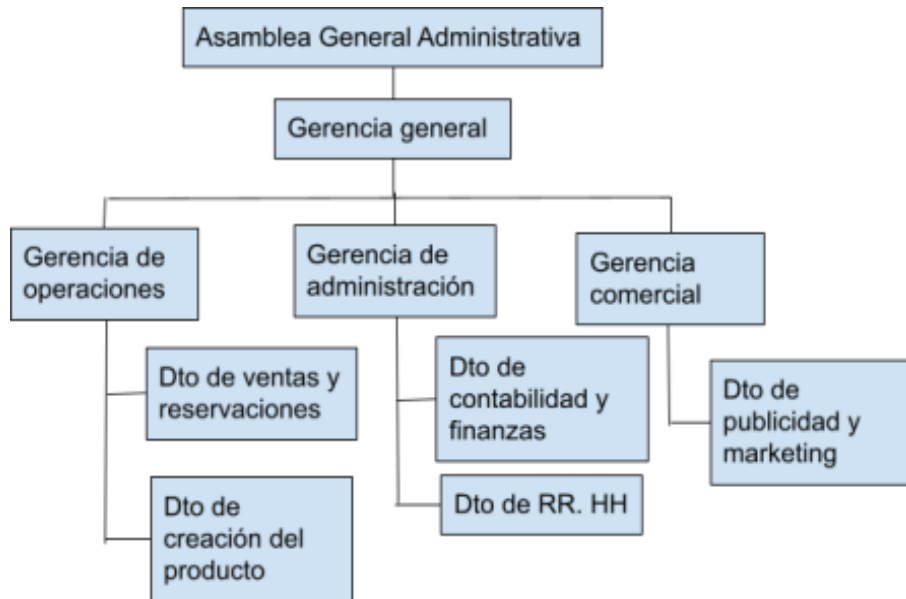 Asamblea General Administrativa
Gerencia general
Gerencia de
operaciones
Gerencia de
administración
Gerencia
comercial
Dto de ventas y
reservaciones
Dto de
contabilidad y
finanzas
Dto de
publicidad y
marketing
Dto de
creación del
producto
Dto de RR. HH